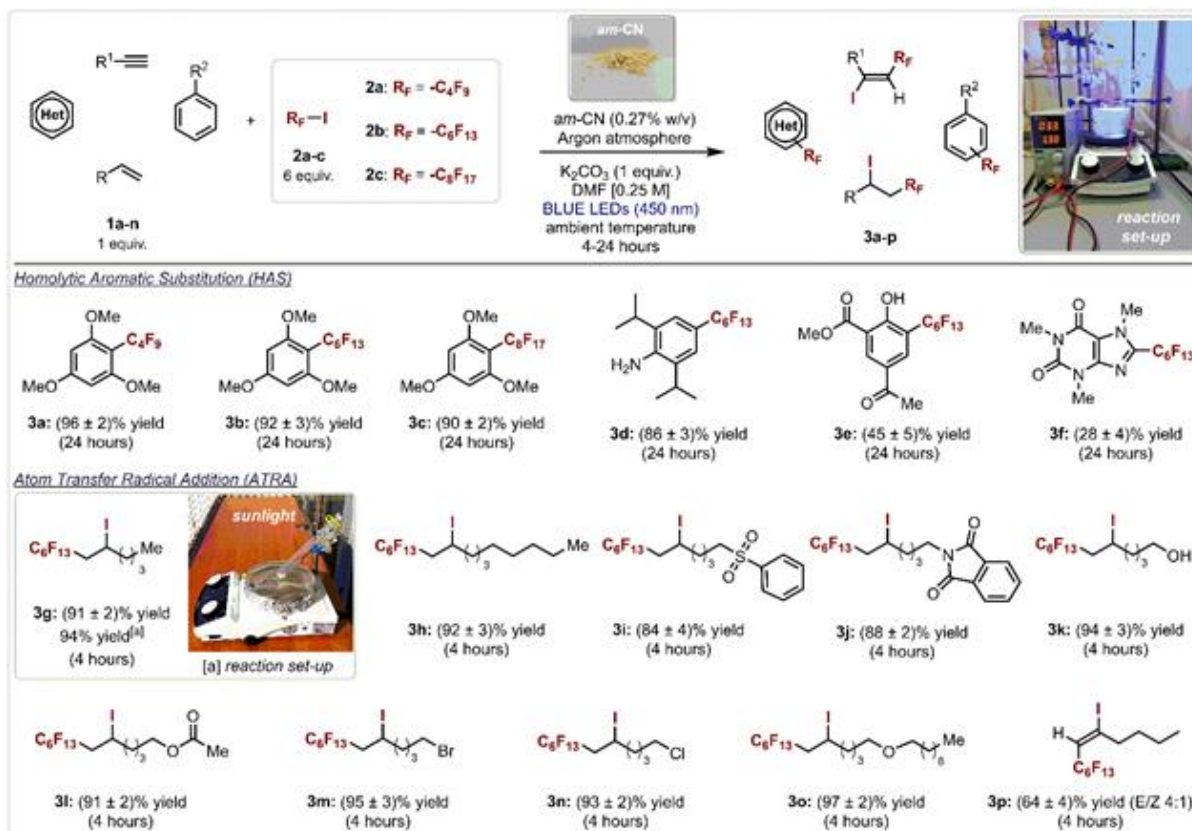 am-CN
R¹
R²
Het
R
1a-n
1 equiv.
+
R_F–I
2a-c
6 equiv.
2a: R_F = -C₄F₉
2b: R_F = -C₆F₁₃
2c: R_F = -C₈F₁₇
am-CN (0.27% w/v)
Argon atmosphere
K₂CO₃ (1 equiv.)
DMF [0.25 M]
BLUE LEDs (450 nm)
ambient temperature
4-24 hours
R¹ R_F
I H
R²
Het
R_F
R_F
I
R R_F
3a-p
reaction
set-up
Homolytic Aromatic Substitution (HAS)
OMe
C₄F₉
MeO OMe
3a: (96 ± 2)% yield
(24 hours)
OMe
C₆F₁₃
MeO OMe
3b: (92 ± 3)% yield
(24 hours)
OMe
C₈F₁₇
MeO OMe
3c: (90 ± 2)% yield
(24 hours)
C₆F₁₃
H₂N
3d: (86 ± 3)% yield
(24 hours)
O OH
MeO C₆F₁₃
O Me
3e: (45 ± 5)% yield
(24 hours)
O Me
Me N N
C₆F₁₃
O N N
Me
3f: (28 ± 4)% yield
(24 hours)
Atom Transfer Radical Addition (ATRA)
I
C₆F₁₃ ( )₃ Me
3g: (91 ± 2)% yield
94% yield[a]
(4 hours)
sunlight
[a] reaction set-up
I
C₆F₁₃ ( )₃ Me
3h: (92 ± 3)% yield
(4 hours)
I
C₆F₁₃ ( )₃ S
O O
3i: (84 ± 4)% yield
(4 hours)
I O
C₆F₁₃ ( )₃ N
O
3j: (88 ± 2)% yield
(4 hours)
I
C₆F₁₃ ( )₃ OH
3k: (94 ± 3)% yield
(4 hours)
I O
C₆F₁₃ ( )₃ O Me
3l: (91 ± 2)% yield
(4 hours)
I
C₆F₁₃ ( )₃ Br
3m: (95 ± 3)% yield
(4 hours)
I
C₆F₁₃ ( )₃ Cl
3n: (93 ± 2)% yield
(4 hours)
I
C₆F₁₃ ( )₃ O ( )₆ Me
3o: (97 ± 2)% yield
(4 hours)
I
H
C₆F₁₃
3p: (64 ± 4)% yield (E/Z 4:1)
(4 hours)